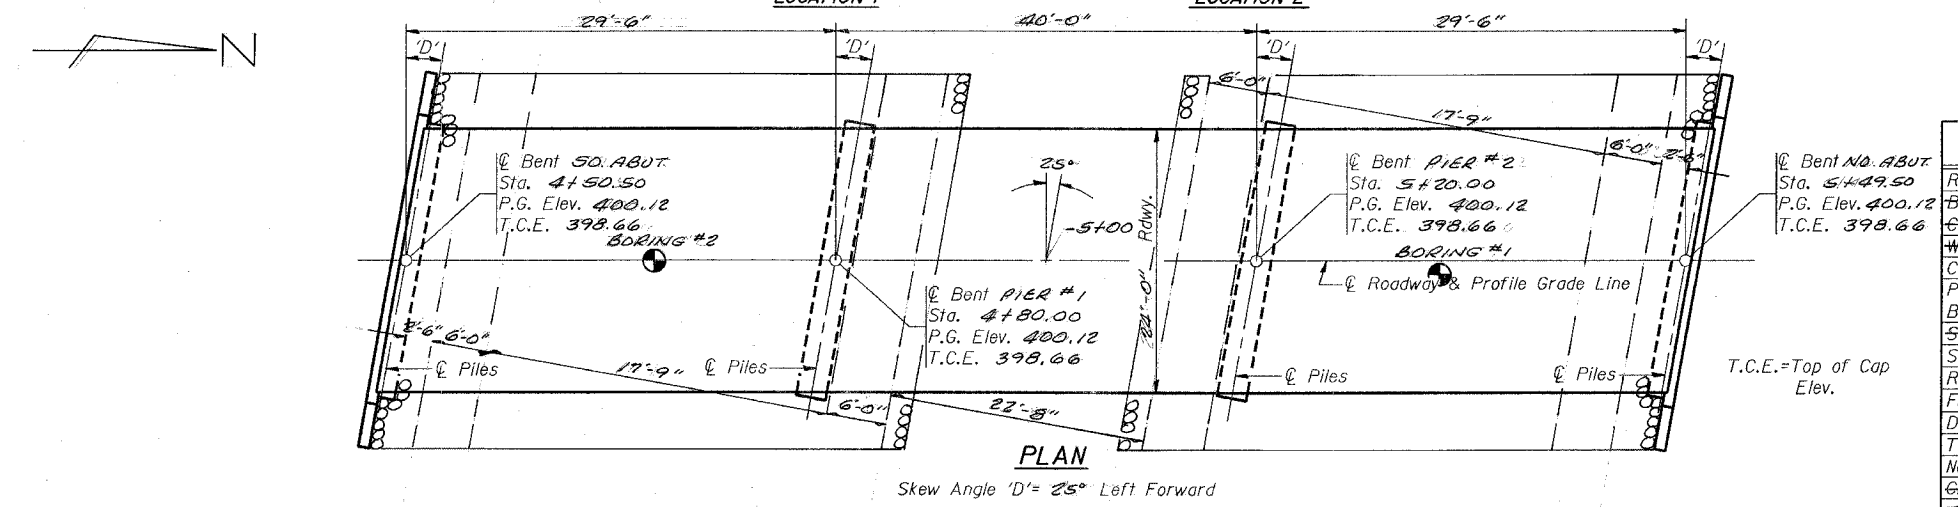 29'-6"
40'-0"
29'-6"
N
'D'
'D'
'D'
'D'
6'-0"
17'-9"
6'-0"
2'-6"
℄ Bent SO. ABUT.
Sta. 4+50.50
P.G. Elev. 400.12
T.C.E. 398.66
BORING #2
25°
5+00
24'-0" Rdwy.
℄ Bent PIER #2
Sta. 5+20.00
P.G. Elev. 400.12
T.C.E. 398.66
BORING #1
℄ Roadway & Profile Grade Line
℄ Bent NO. ABUT.
Sta. 5+49.50
P.G. Elev. 400.12
T.C.E. 398.66
℄ Bent PIER #1
Sta. 4+80.00
P.G. Elev. 400.12
T.C.E. 398.66
2'-6"
6'-0"
℄ Piles
17'-9"
℄ Piles
6'-0"
22'-8"
℄ Piles
℄ Piles
T.C.E.=Top of Cap
Elev.
PLAN
Skew Angle 'D'= 25° Left Forward